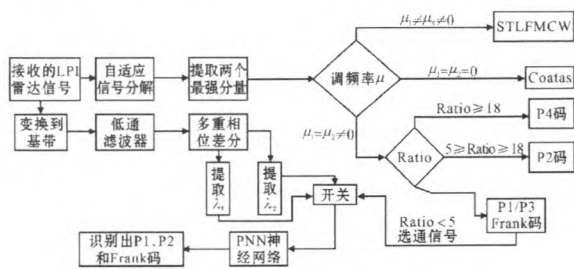 接收的LPI
雷达信号
自适应
信号分解
提取两个
最强分量
调频率μ
μ₁≠μ₂≠0
STLFMCW
μ₁=μ₂=0
Coatas
μ₁=μ₂≠0
Ratio
Ratio≥18
P4码
5≥Ratio≥18
P2码
P1/P3
Frank码
变换到
基带
低通
滤波器
多重相
位差分
提取
提取
开关
Ratio<5
选通信号
PNN神
经网络
识别出P1、P2
和Frank码